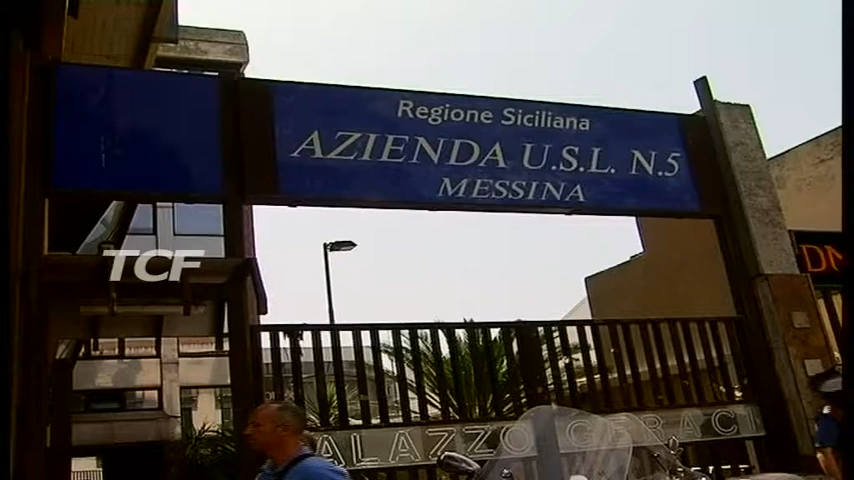 Regione Siciliana
AZIENDA U.S.L. N.5
MESSINA
TCF
PALAZZO GERACI